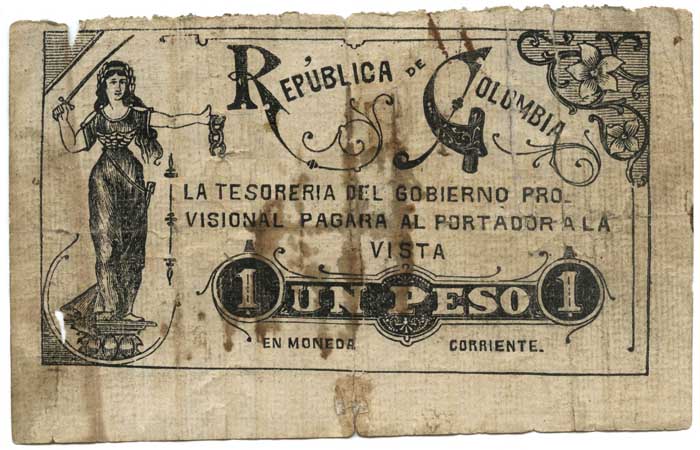 REPÚBLICA DE COLOMBIA
LA TESORERIA DEL GOBIERNO PRO-
VISIONAL PAGARA AL PORTADOR A LA
VISTA
1 UN PESO 1
EN MONEDA CORRIENTE.